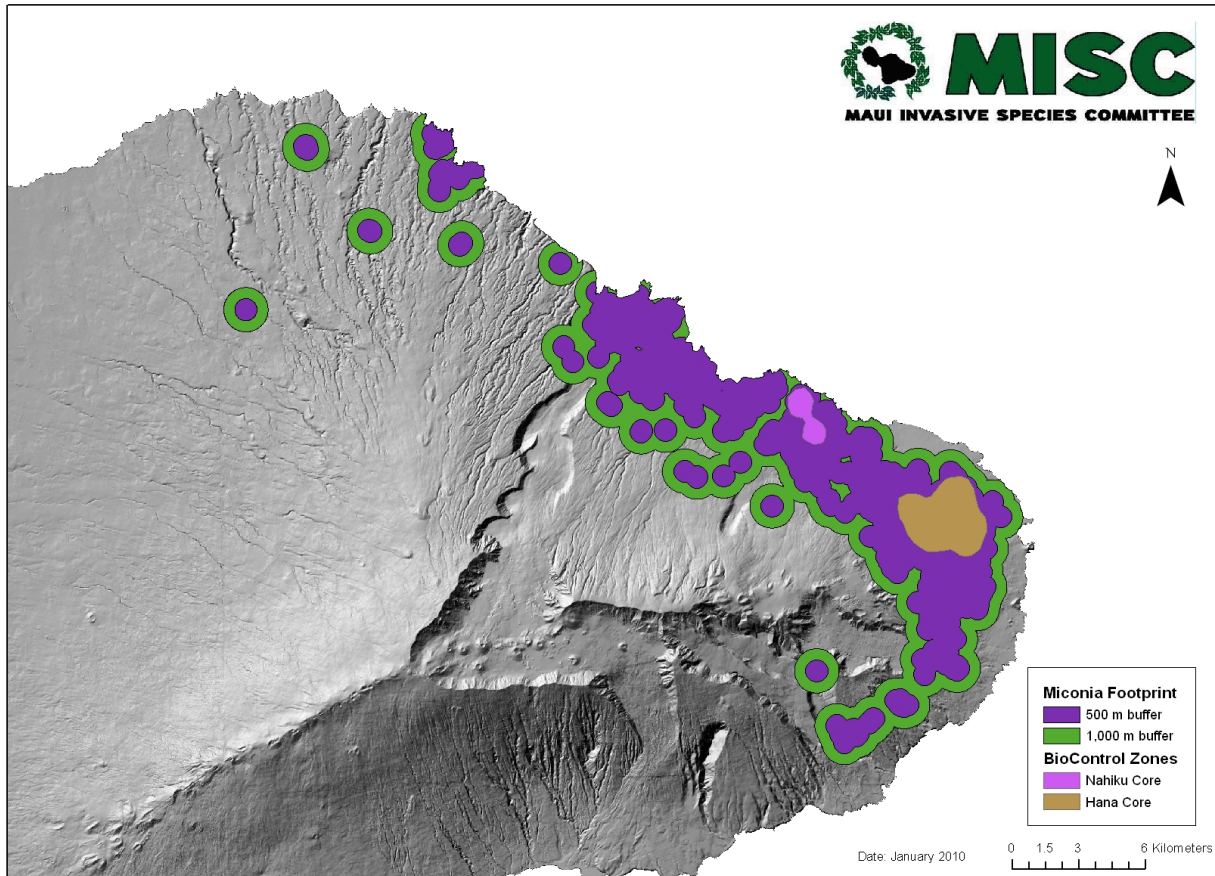 MISC
MAUI INVASIVE SPECIES COMMITTEE
N
Miconia Footprint
500 m buffer
1,000 m buffer
BioControl Zones
Nahiku Core
Hana Core
Date: January 2010
0 1.5 3 6 Kilometers